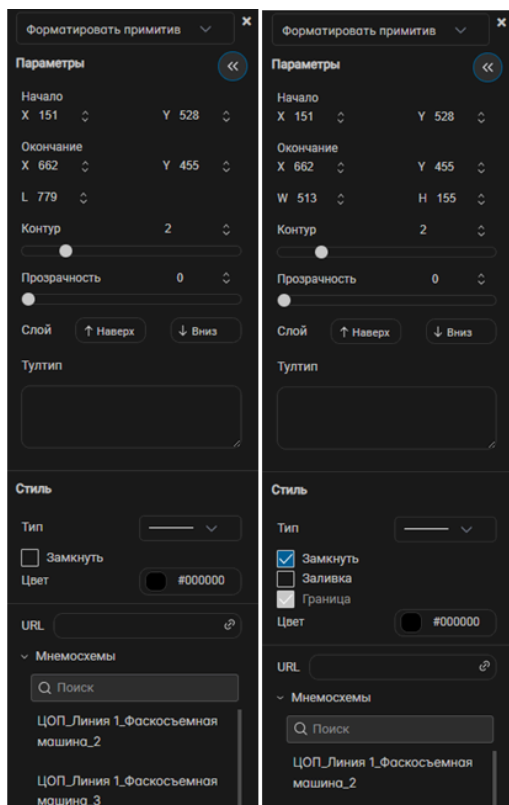 Форматировать примитив
Параметры
Начало
X 151 Y 528
Окончание
X 662 Y 455
L 779
Контур 2
Прозрачность 0
Слой ↑ Наверх ↓ Вниз
Тултип
Стиль
Тип
Замкнуть
Цвет #000000
URL
Мнемосхемы
Поиск
ЦОП_Линия 1_Фаскосъемная
машина_2
ЦОП_Линия 1_Фаскосъемная
машина_3
Форматировать примитив
Параметры
Начало
X 151 Y 528
Окончание
X 662 Y 455
W 513 H 155
Контур 2
Прозрачность 0
Слой ↑ Наверх ↓ Вниз
Тултип
Стиль
Тип
Замкнуть
Заливка
Граница
Цвет #000000
URL
Мнемосхемы
Поиск
ЦОП_Линия 1_Фаскосъемная
машина_2